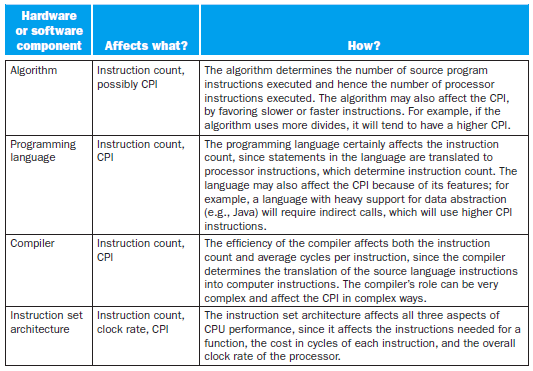 Hardware
or software
component
Affects what?
How?
Algorithm
Instruction count,
possibly CPI
The algorithm determines the number of source program
instructions executed and hence the number of processor
instructions executed. The algorithm may also affect the CPI,
by favoring slower or faster instructions. For example, if the
algorithm uses more divides, it will tend to have a higher CPI.
Programming
language
Instruction count,
CPI
The programming language certainly affects the instruction
count, since statements in the language are translated to
processor instructions, which determine instruction count. The
language may also affect the CPI because of its features; for
example, a language with heavy support for data abstraction
(e.g., Java) will require indirect calls, which will use higher CPI
instructions.
Compiler
Instruction count,
CPI
The efficiency of the compiler affects both the instruction
count and average cycles per instruction, since the compiler
determines the translation of the source language instructions
into computer instructions. The compiler's role can be very
complex and affect the CPI in complex ways.
Instruction set
architecture
Instruction count,
clock rate, CPI
The instruction set architecture affects all three aspects of
CPU performance, since it affects the instructions needed for a
function, the cost in cycles of each instruction, and the overall
clock rate of the processor.